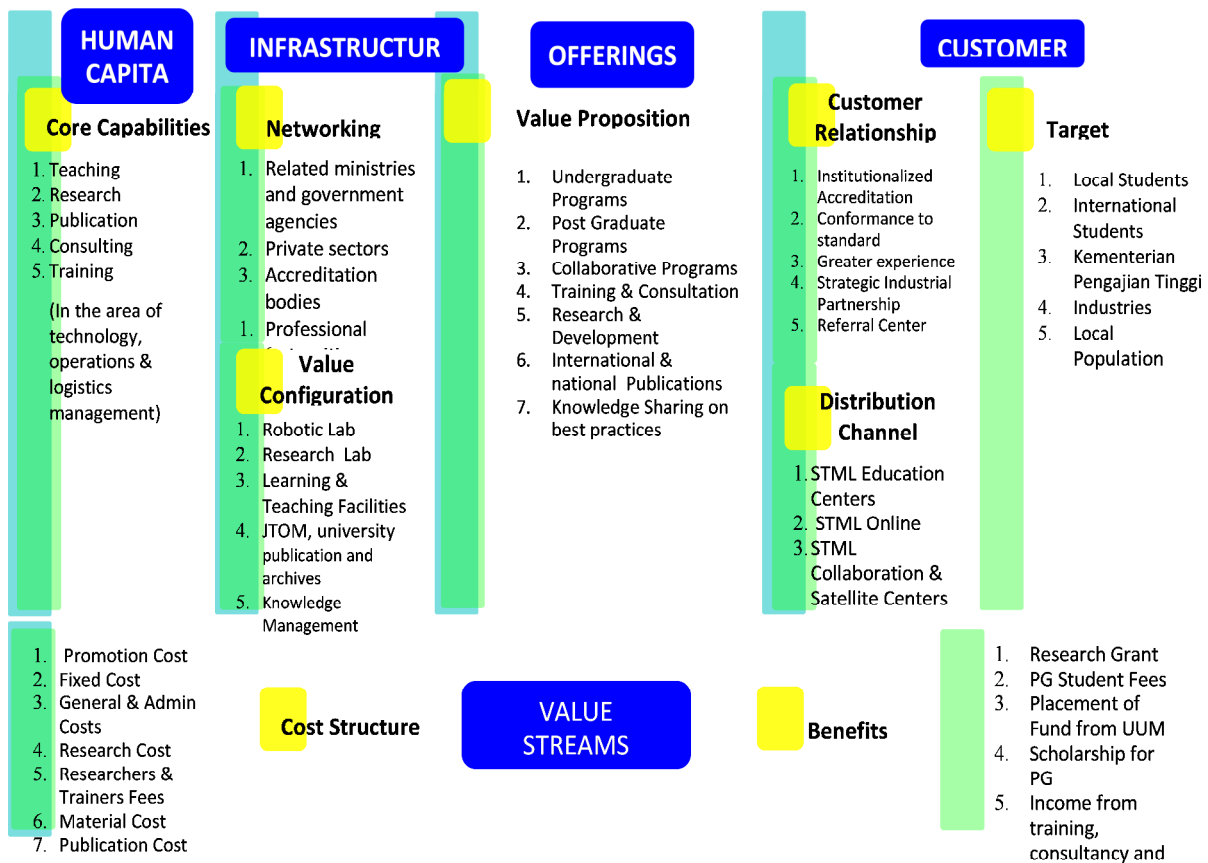 HUMAN
CAPITA
Core Capabilities
1. Teaching
2. Research
3. Publication
4. Consulting
5. Training
(In the area of
technology,
operations &
logistics
management)
INFRASTRUCTUR
Networking
1. Related ministries
and government
agencies
2. Private sectors
3. Accreditation
bodies
1. Professional
Value
Configuration
1. Robotic Lab
2. Research Lab
3. Learning &
Teaching Facilities
4. JTOM, university
publication and
archives
5. Knowledge
Management
OFFERINGS
Value Proposition
1. Undergraduate
Programs
2. Post Graduate
Programs
3. Collaborative Programs
4. Training & Consultation
5. Research &
Development
6. International &
national Publications
7. Knowledge Sharing on
best practices
CUSTOMER
Customer
Relationship
1. Institutionalized
Accreditation
2. Conformance to
standard
3. Greater experience
4. Strategic Industrial
Partnership
5. Referral Center
Distribution
Channel
1. STML Education
Centers
2. STML Online
3. STML
Collaboration &
Satellite Centers
Target
1. Local Students
2. International
Students
3. Kementerian
Pengajian Tinggi
4. Industries
5. Local
Population
1. Promotion Cost
2. Fixed Cost
3. General & Admin
Costs
4. Research Cost
5. Researchers &
Trainers Fees
6. Material Cost
7. Publication Cost
Cost Structure
VALUE
STREAMS
Benefits
1. Research Grant
2. PG Student Fees
3. Placement of
Fund from UUM
4. Scholarship for
PG
5. Income from
training,
consultancy and